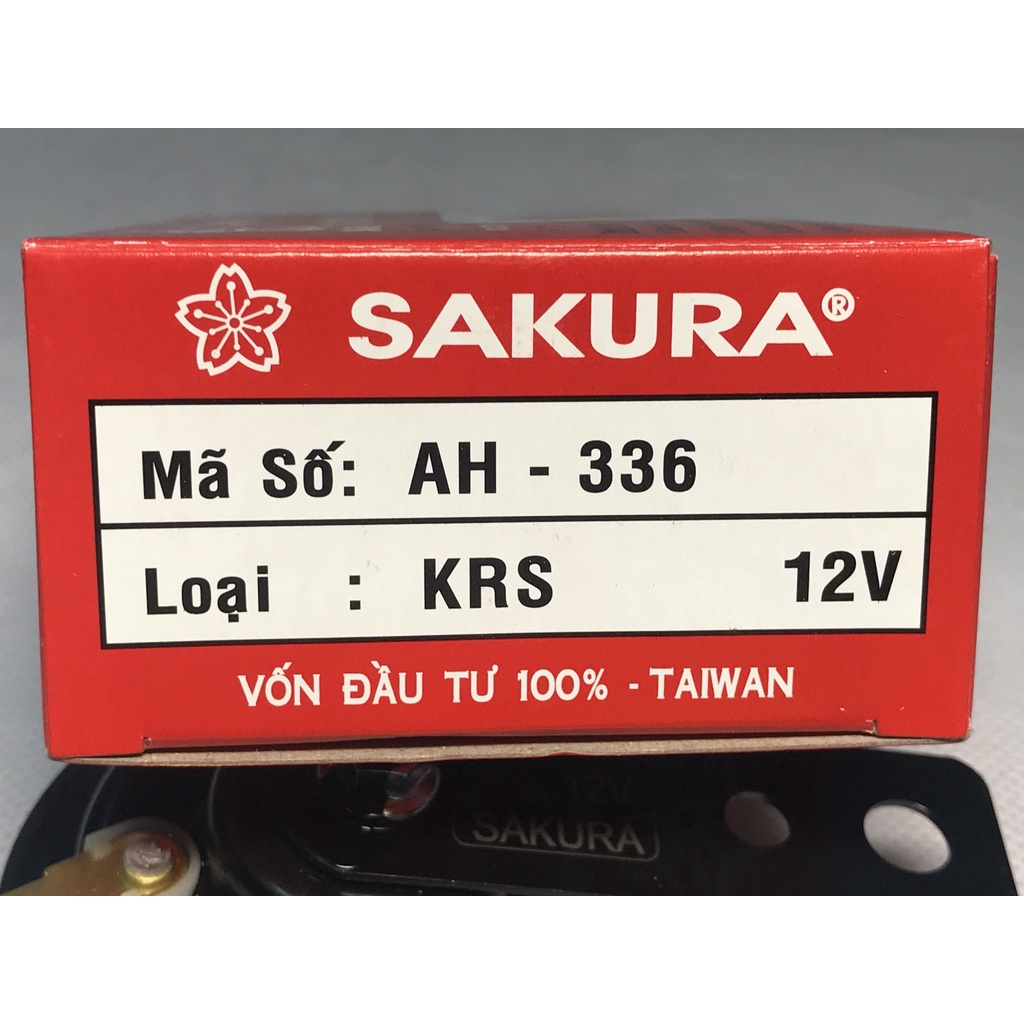 SAKURA®
Mã Số: AH - 336
Loại : KRS 12V
VỐN ĐẦU TƯ 100% - TAIWAN
12V
SAKURA